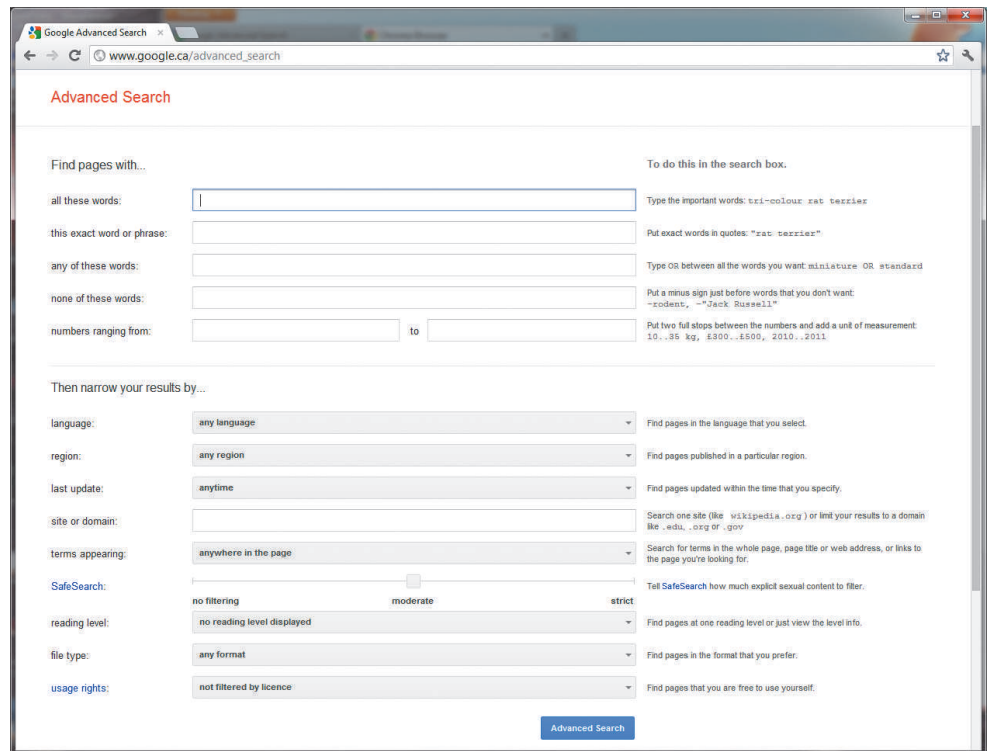 Google Advanced Search
www.google.ca/advanced_search
Advanced Search
Find pages with... To do this in the search box.
all these words: Type the important words: tri-colour rat terrier
this exact word or phrase: Put exact words in quotes: "rat terrier"
any of these words: Type OR between all the words you want: miniature OR standard
none of these words: Put a minus sign just before words that you don't want:
-rodent, -"Jack Russell"
numbers ranging from: to Put two full stops between the numbers and add a unit of measurement:
10..35 kg, £300..£500, 2010..2011
Then narrow your results by...
language: any language Find pages in the language that you select.
region: any region Find pages published in a particular region.
last update: anytime Find pages updated within the time that you specify.
site or domain: Search one site (like wikipedia.org ) or limit your results to a domain
like .edu, .org or .gov
terms appearing: anywhere in the page Search for terms in the whole page, page title or web address, or links to
the page you're looking for.
SafeSearch: Tell SafeSearch how much explicit sexual content to filter.
no filtering moderate strict
reading level: no reading level displayed Find pages at one reading level or just view the level info.
file type: any format Find pages in the format that you prefer.
usage rights: not filtered by licence Find pages that you are free to use yourself.
Advanced Search